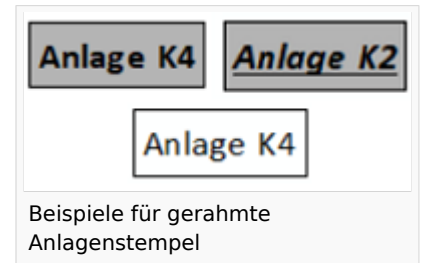 Anlage K4 Anlage K2
Anlage K4
Beispiele für gerahmte
Anlagenstempel